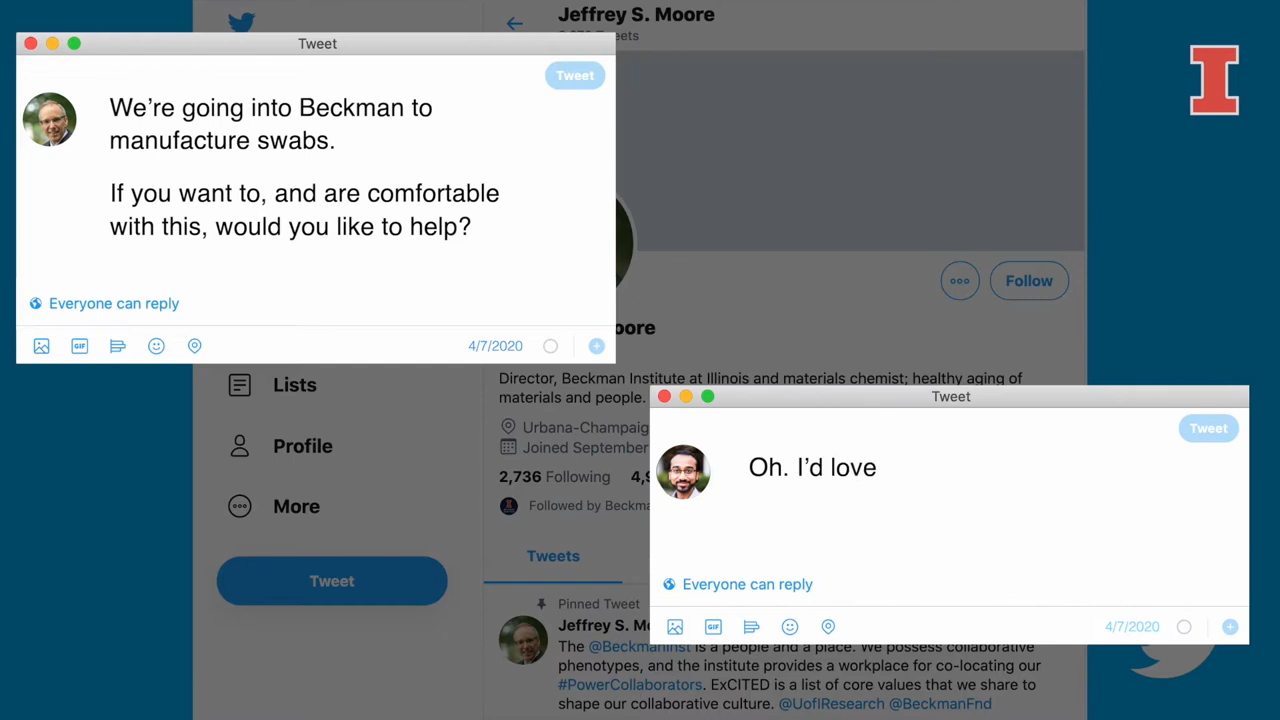 Jeffrey S. Moore
Tweet
Tweet
We’re going into Beckman to
manufacture swabs.
If you want to, and are comfortable
with this, would you like to help?
Everyone can reply
GIF
4/7/2020
Follow
Lists
Profile
More
Tweet
Director, Beckman Institute at Illinois and materials chemist; healthy aging of
materials and people.
Urbana-Champaig
Joined September
2,736 Following
Followed by Beckma
Tweets
Pinned Tweet
Jeffrey S. M
The @BeckmanInst is a people and a place. We possess collaborative
phenotypes, and the institute provides a workplace for co-locating our
#PowerCollaborators. ExCITED is a list of core values that we share to
shape our collaborative culture. @UofIResearch @BeckmanFnd
Tweet
Tweet
Oh. I’d love
Everyone can reply
GIF
4/7/2020
I